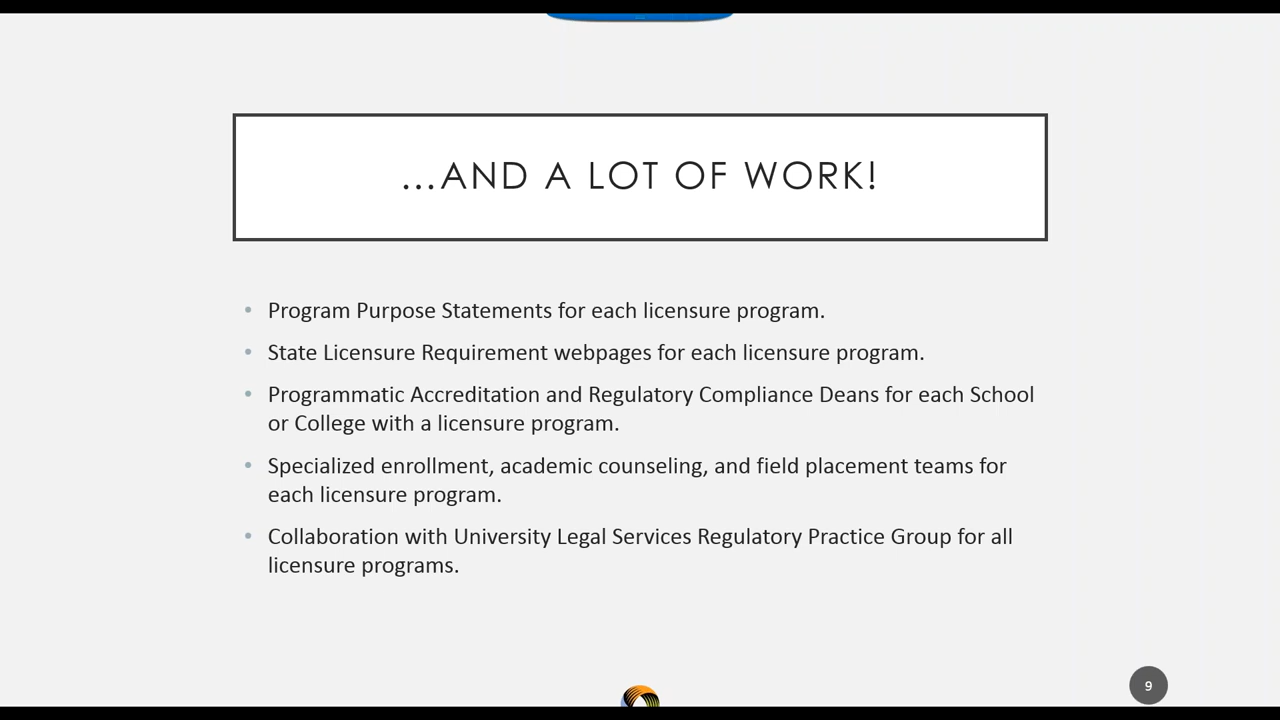 ...AND A LOT OF WORK!
• Program Purpose Statements for each licensure program.
• State Licensure Requirement webpages for each licensure program.
• Programmatic Accreditation and Regulatory Compliance Deans for each School
or College with a licensure program.
• Specialized enrollment, academic counseling, and field placement teams for
each licensure program.
• Collaboration with University Legal Services Regulatory Practice Group for all
licensure programs.
9